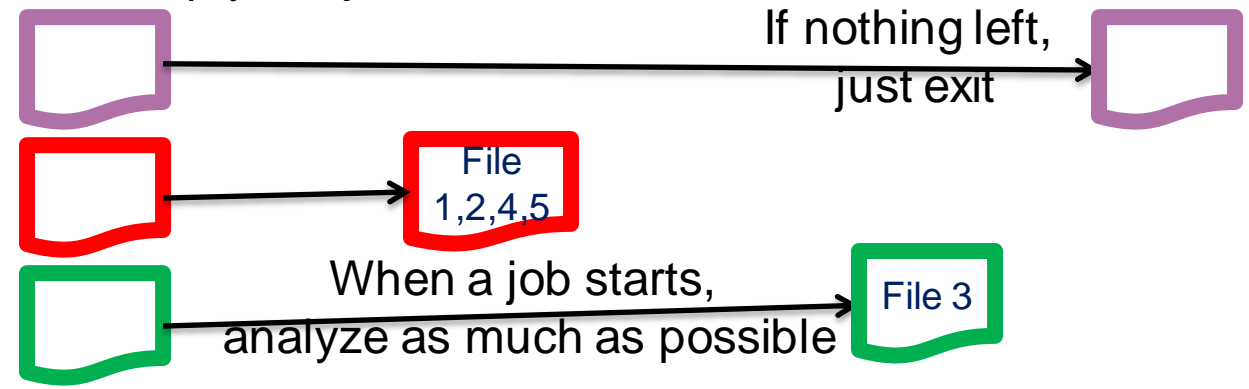 If nothing left,
just exit
File
1,2,4,5
When a job starts,
analyze as much as possible
File 3